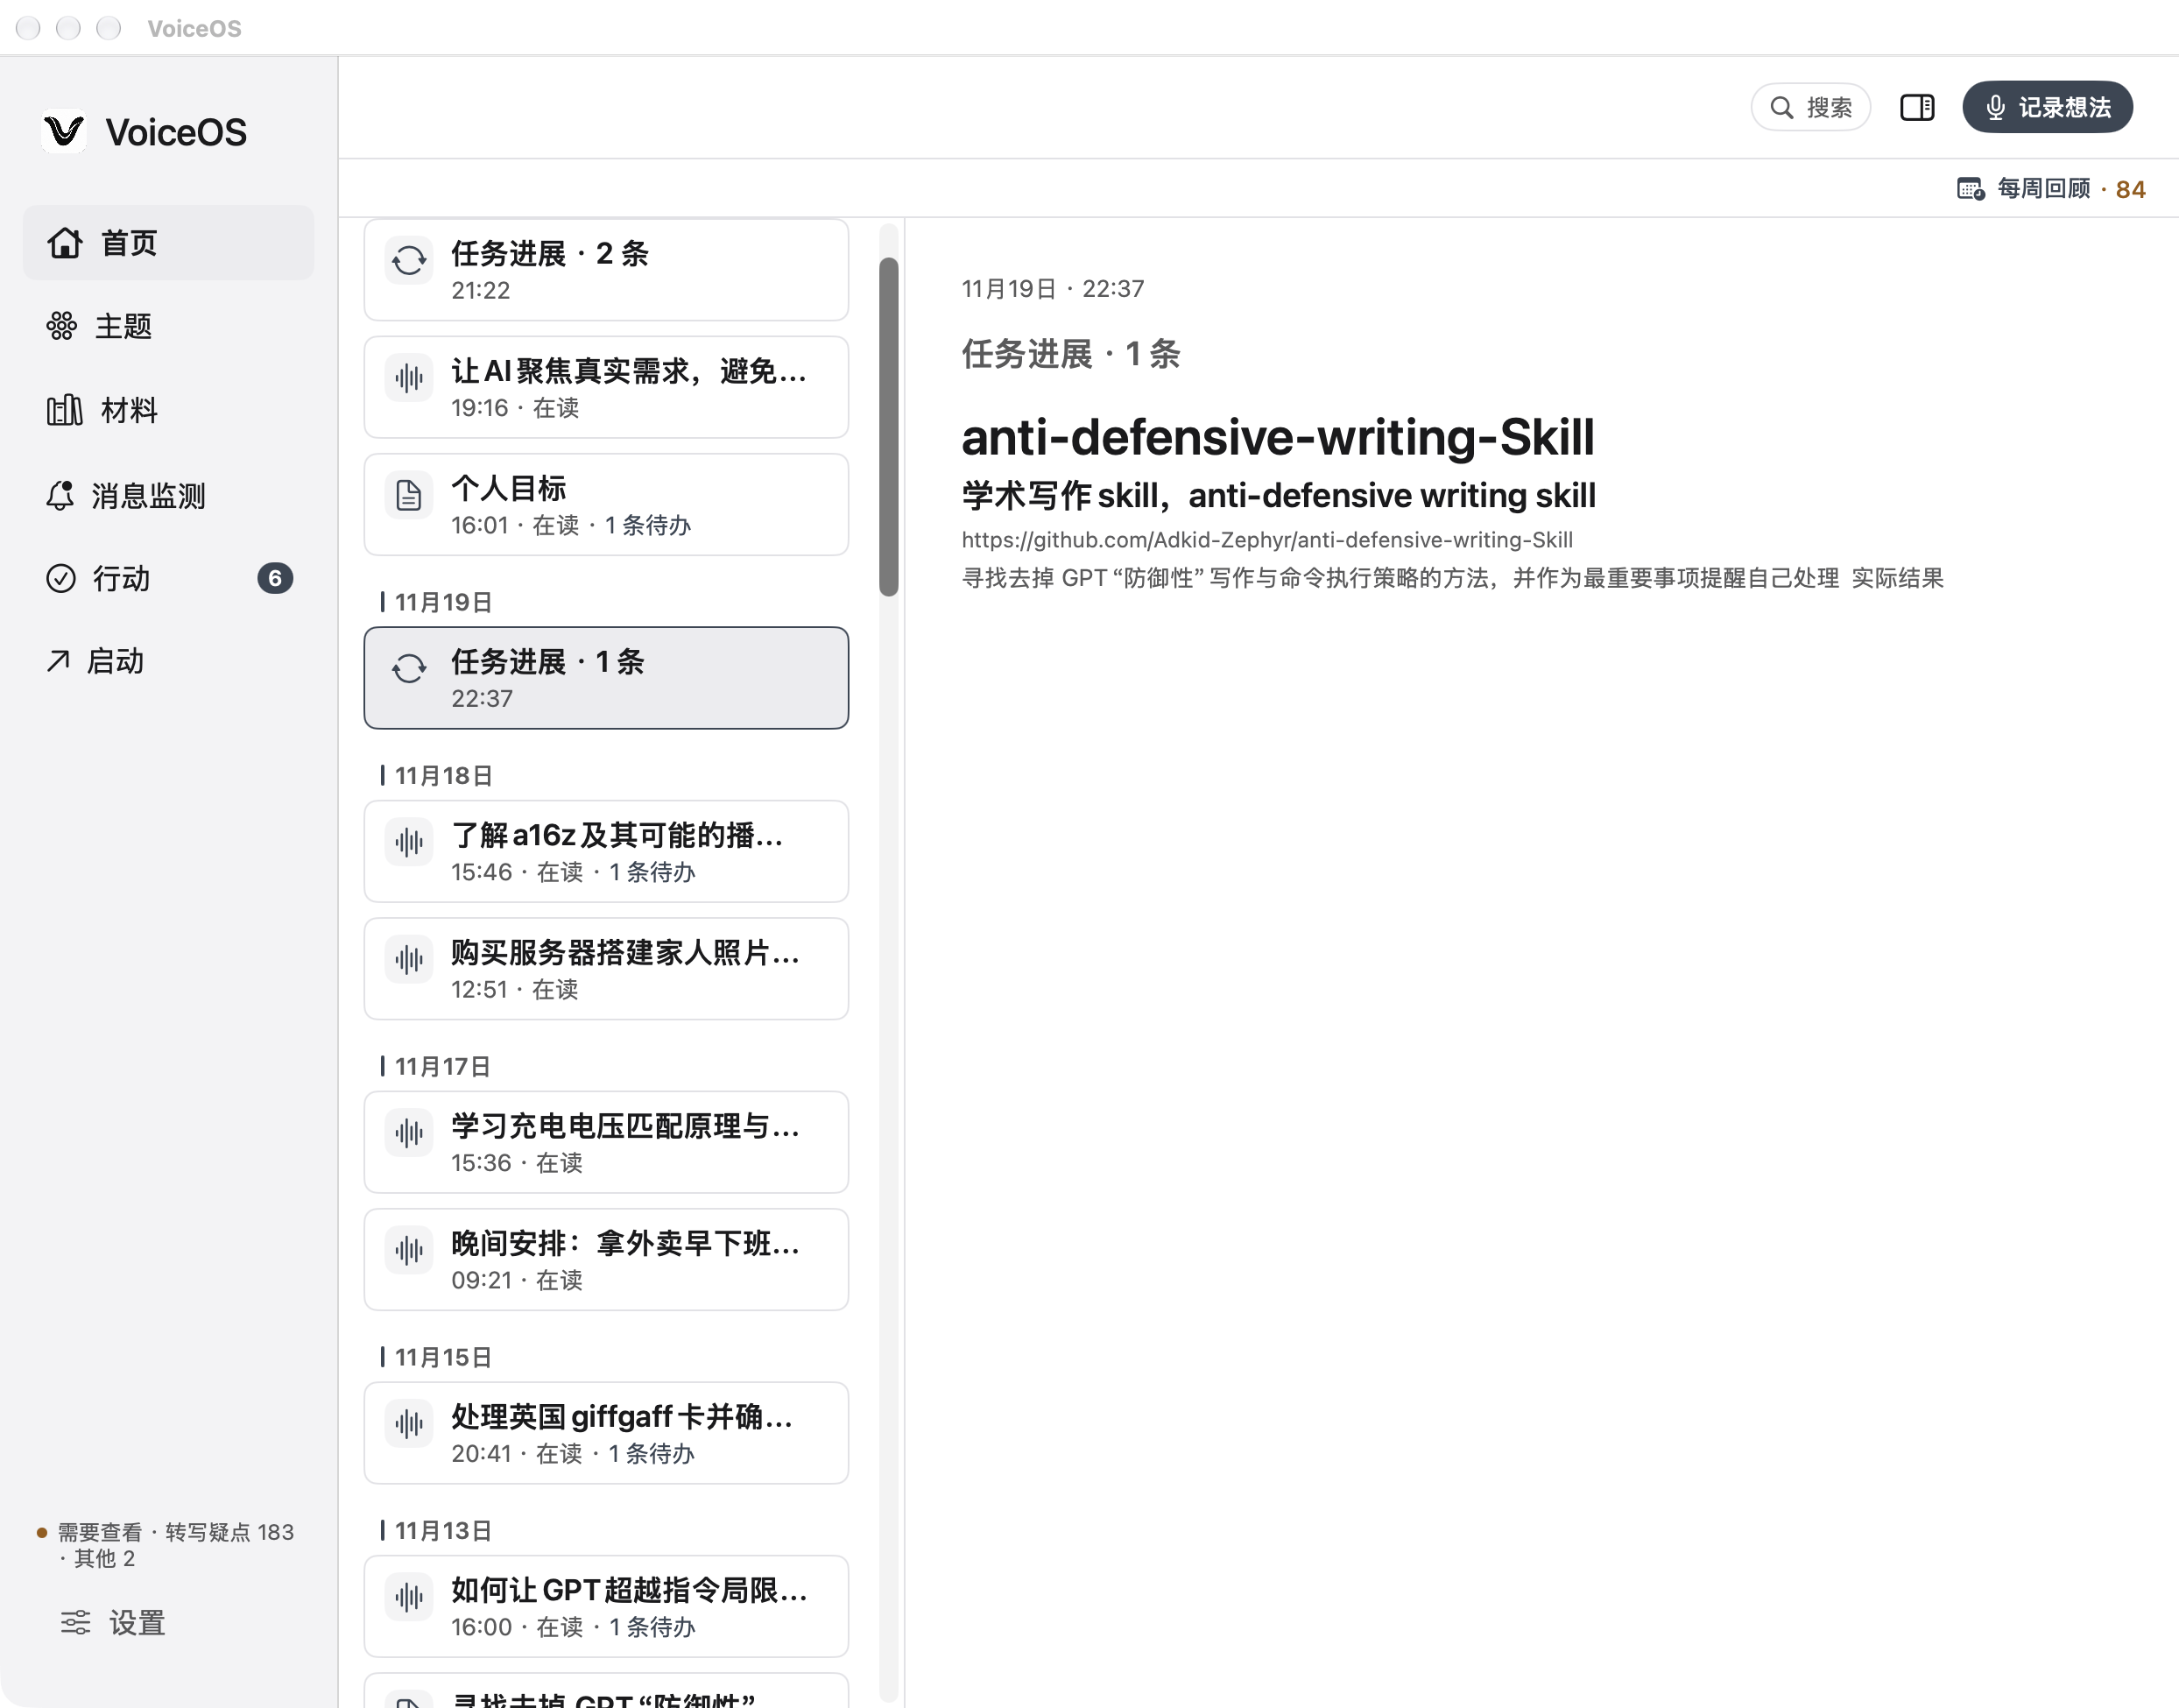 VoiceOS
VoiceOS
首页
主题
材料
消息监测
行动
6
启动
需要查看 · 转写疑点 183
· 其他 2
设置
搜索
记录想法
每周回顾 · 84
任务进展 · 2 条
21:22
让 AI 聚焦真实需求，避免...
19:16 · 在读
个人目标
16:01 · 在读 · 1 条待办
11月19日
任务进展 · 1 条
22:37
11月18日
了解 a16z 及其可能的播...
15:46 · 在读 · 1 条待办
购买服务器搭建家人照片...
12:51 · 在读
11月17日
学习充电电压匹配原理与...
15:36 · 在读
晚间安排：拿外卖早下班...
09:21 · 在读
11月15日
处理英国 giffgaff 卡并确...
20:41 · 在读 · 1 条待办
11月13日
如何让 GPT 超越指令局限...
16:00 · 在读 · 1 条待办
寻找去掉 GPT “防御性”
11月19日 · 22:37
任务进展 · 1 条
anti-defensive-writing-Skill
学术写作 skill，anti-defensive writing skill
https://github.com/Adkid-Zephyr/anti-defensive-writing-Skill
寻找去掉 GPT “防御性” 写作与命令执行策略的方法，并作为最重要事项提醒自己处理 实际结果